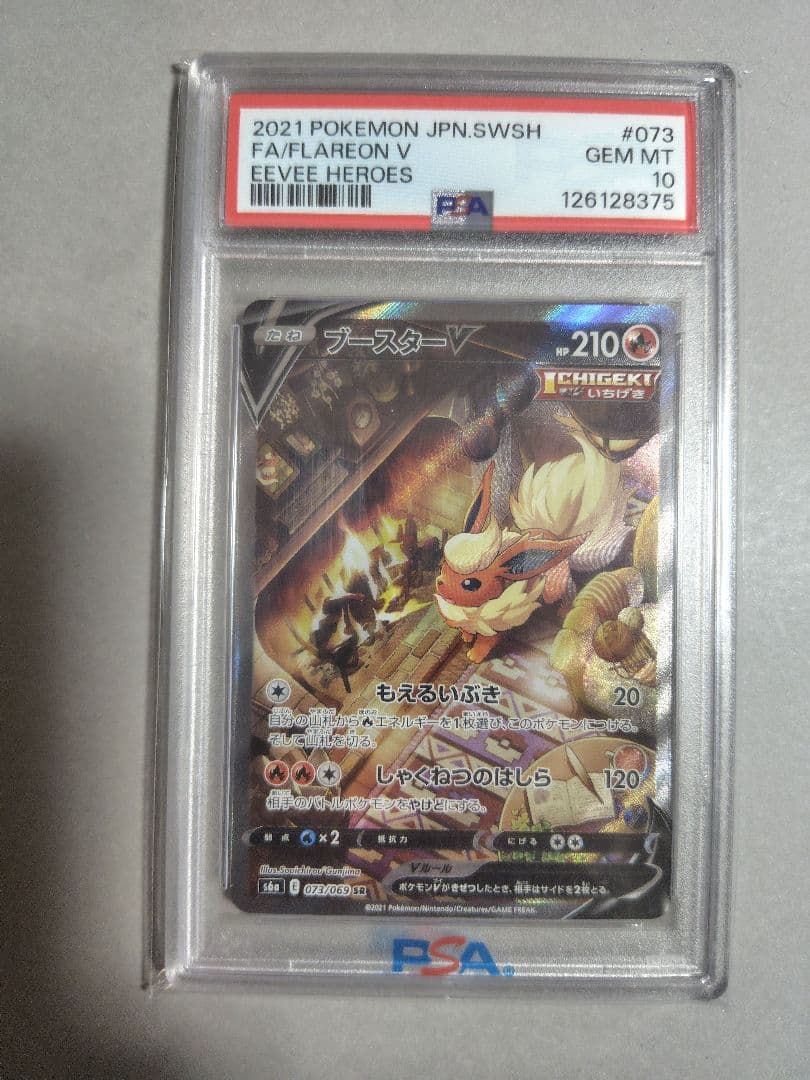 2021 POKEMON JPN.SWSH #073
FA/FLAREON V GEM MT
EEVEE HEROES 10
PSA 126128375
たね ブースターV HP 210
ICHIGEKI
いちげき
もえるいぶき 20
自分の山札からエネルギーを1枚選び、このポケモンにつける。
そして山札を切る。
しゃくねつのはしら 120
相手のバトルポケモンをやけどにする。
弱点 ×2 抵抗力 にげる
Illus. Souichirou Gunjima
Vルール
ポケモンVがきぜつしたとき、相手はサイドを2枚とる。
s6a E 073/069 SR
©2021 Pokémon/Nintendo/Creatures/GAME FREAK.
PSA